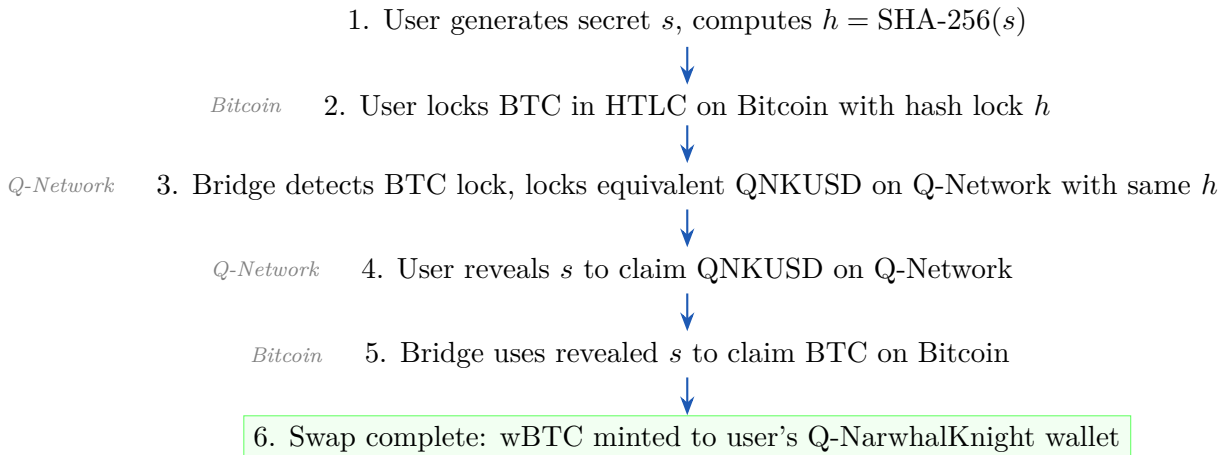 1. User generates secret s, computes h = SHA-256(s)
Bitcoin 2. User locks BTC in HTLC on Bitcoin with hash lock h
Q-Network 3. Bridge detects BTC lock, locks equivalent QNKUSD on Q-Network with same h
Q-Network 4. User reveals s to claim QNKUSD on Q-Network
Bitcoin 5. Bridge uses revealed s to claim BTC on Bitcoin
6. Swap complete: wBTC minted to user's Q-NarwhalKnight wallet